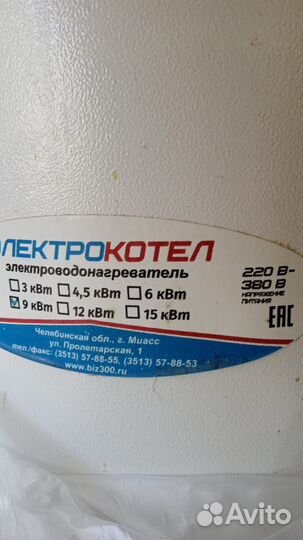 ЛЕКТРОКОТЕЛ
электроводонагреватель
3 кВт 4,5 кВт 6 кВт
9 кВт 12 кВт 15 кВт
220 В-
380 В
НАПРЯЖЕНИЕ
ПИТАНИЯ
ЕАС
Челябинская обл., г. Миасс
ул. Пролетарская, 1
тел./факс: (3513) 57-88-55, (3513) 57-88-53
www.biz300.ru
Avito